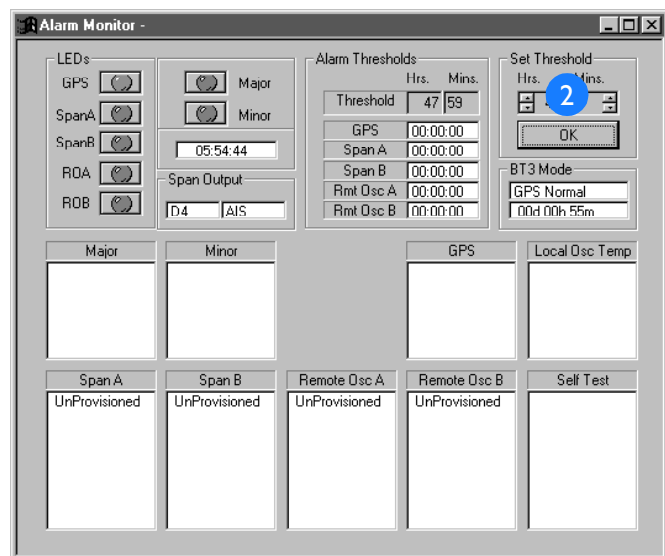 Alarm Monitor -
LEDs
GPS
SpanA
SpanB
ROA
ROB
Major
Minor
05:54:44
Span Output
D4 AIS
Alarm Thresholds
Hrs. Mins.
Threshold 47 59
GPS 00:00:00
Span A 00:00:00
Span B 00:00:00
Rmt Osc A 00:00:00
Rmt Osc B 00:00:00
Set Threshold
Hrs. Mins.
2
OK
BT3 Mode
GPS Normal
00d 00h 55m
Major
Minor
GPS
Local Osc Temp
Span A
Span B
Remote Osc A
Remote Osc B
Self Test
UnProvisioned
UnProvisioned
UnProvisioned
UnProvisioned